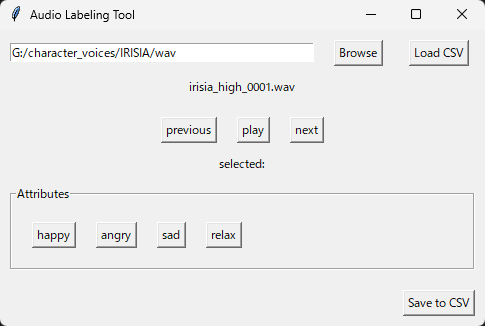 Audio Labeling Tool
G:/character_voices/IRISIA/wav Browse Load CSV
irisia_high_0001.wav
previous play next
selected:
Attributes
happy angry sad relax
Save to CSV